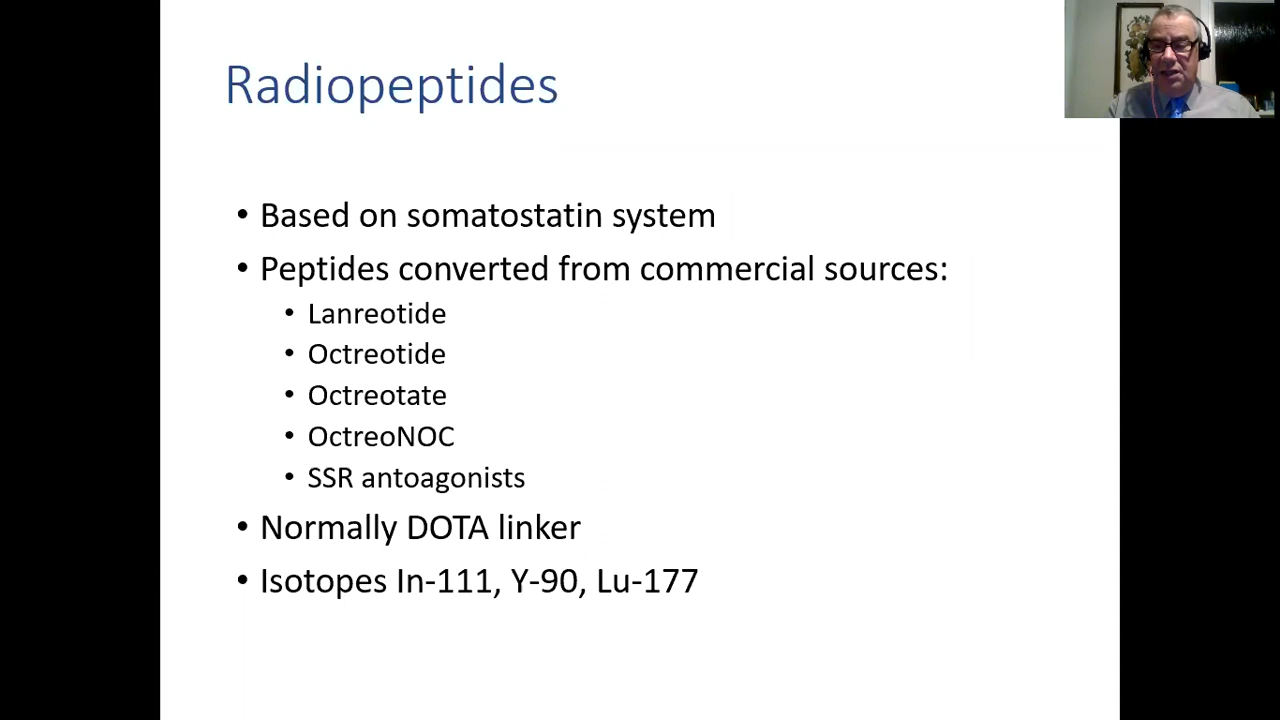 Radiopeptides
• Based on somatostatin system
• Peptides converted from commercial sources:
• Lanreotide
• Octreotide
• Octreotate
• OctreoNOC
• SSR antoagonists
• Normally DOTA linker
• Isotopes In-111, Y-90, Lu-177